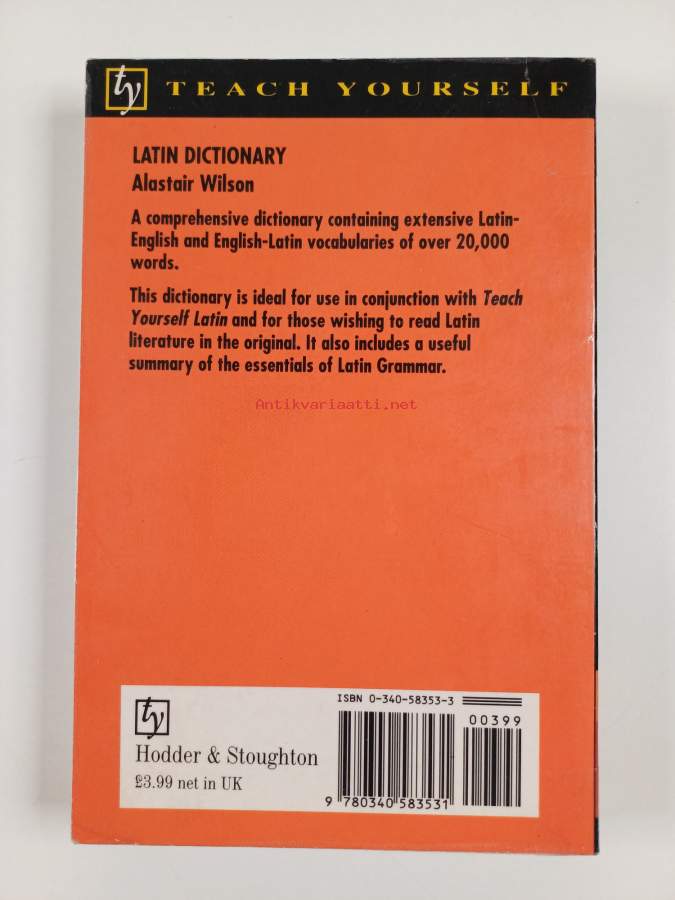 ty TEACH YOURSELF
LATIN DICTIONARY
Alastair Wilson
A comprehensive dictionary containing extensive Latin-
English and English-Latin vocabularies of over 20,000
words.
This dictionary is ideal for use in conjunction with Teach
Yourself Latin and for those wishing to read Latin
literature in the original. It also includes a useful
summary of the essentials of Latin Grammar.
Antikvariaatti.net
ty
Hodder & Stoughton
£3.99 net in UK
ISBN 0-340-58353-3
00399
9 780340 583531